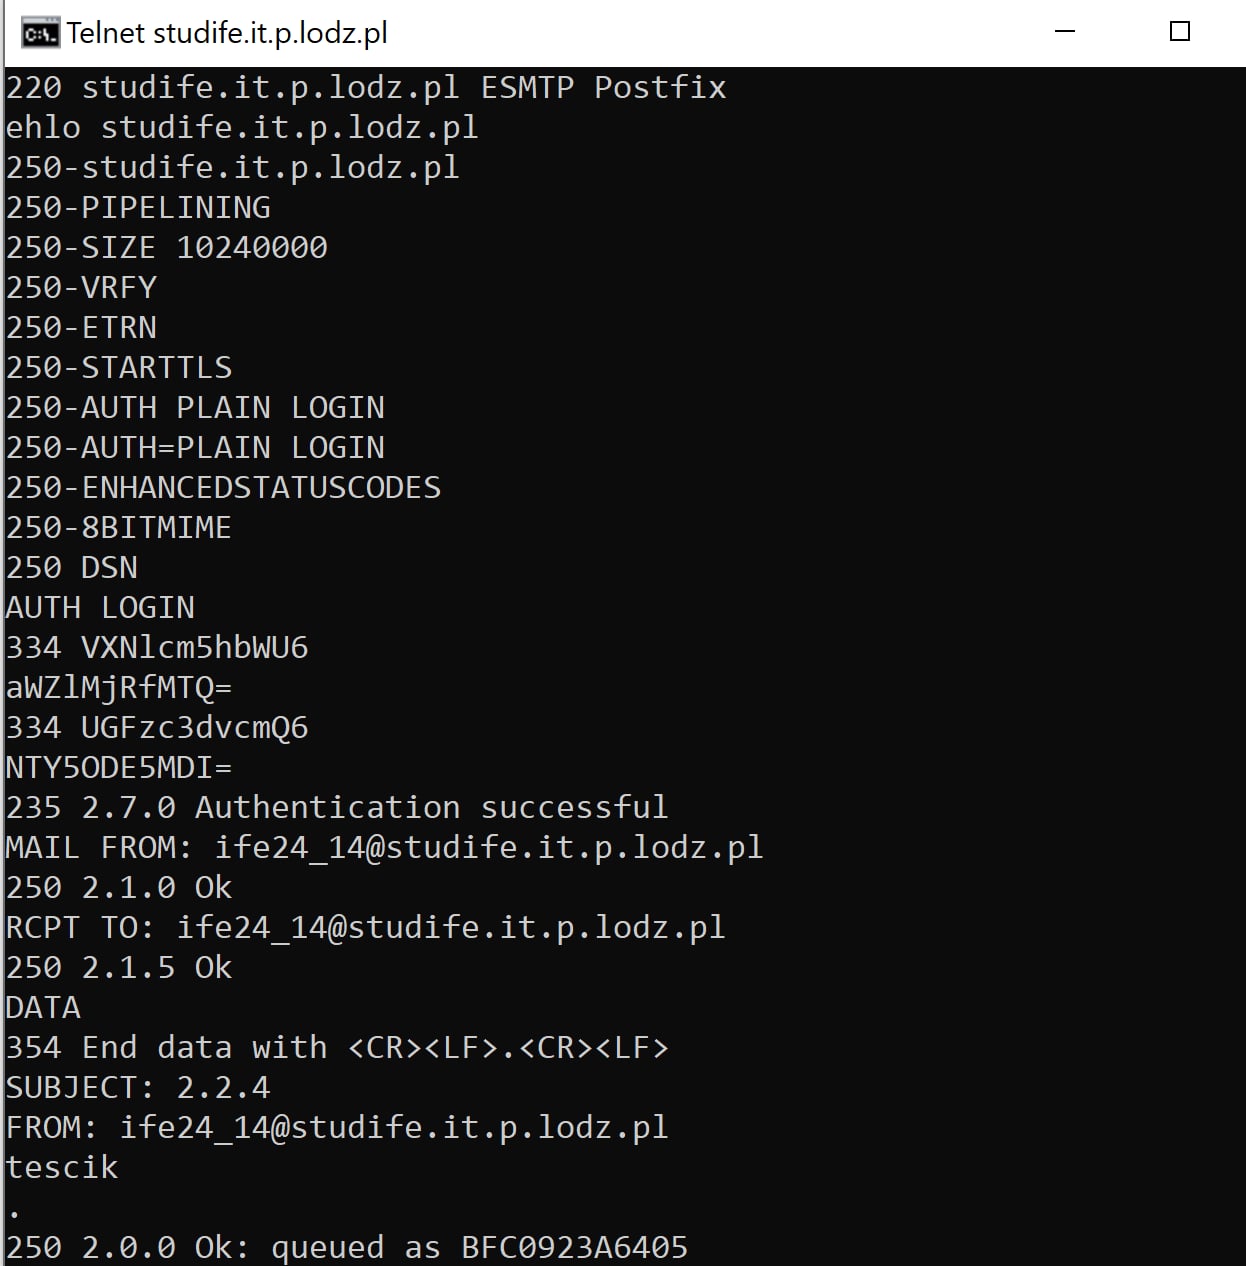 Telnet studife.it.p.lodz.pl
220 studife.it.p.lodz.pl ESMTP Postfix
ehlo studife.it.p.lodz.pl
250-studife.it.p.lodz.pl
250-PIPELINING
250-SIZE 10240000
250-VRFY
250-ETRN
250-STARTTLS
250-AUTH PLAIN LOGIN
250-AUTH=PLAIN LOGIN
250-ENHANCEDSTATUSCODES
250-8BITMIME
250 DSN
AUTH LOGIN
334 VXNlcm5hbWU6
aWZlMjRfMTQ=
334 UGFzc3dvcmQ6
NTY5ODE5MDI=
235 2.7.0 Authentication successful
MAIL FROM: ife24_14@studife.it.p.lodz.pl
250 2.1.0 Ok
RCPT TO: ife24_14@studife.it.p.lodz.pl
250 2.1.5 Ok
DATA
354 End data with <CR><LF>.<CR><LF>
SUBJECT: 2.2.4
FROM: ife24_14@studife.it.p.lodz.pl
tescik
.
250 2.0.0 Ok: queued as BFC0923A6405